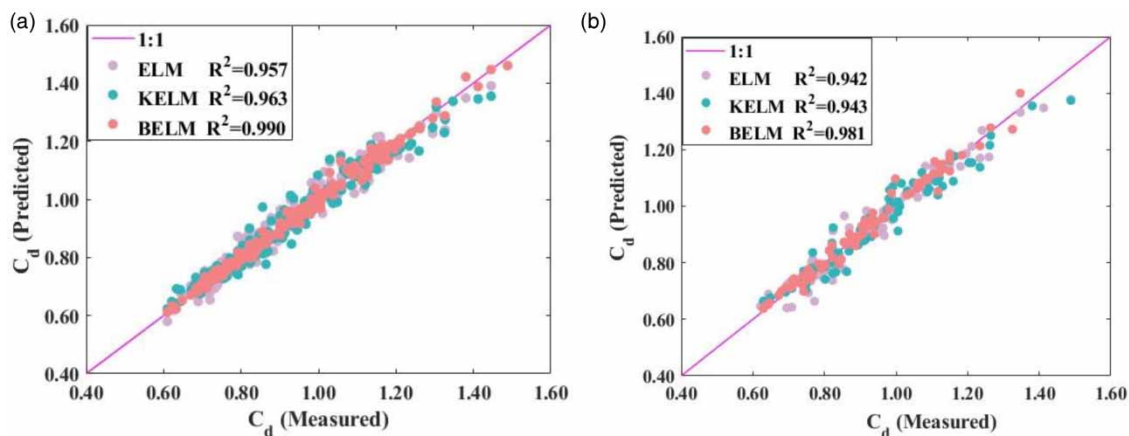 (a)
1.60
1.40
1.20
1.00
0.80
0.60
0.40
C_d (Predicted)
1:1
ELM R²=0.957
KELM R²=0.963
BELM R²=0.990
0.40 0.60 0.80 1.00 1.20 1.40 1.60
C_d (Measured)
(b)
1.60
1.40
1.20
1.00
0.80
0.60
0.40
C_d (Predicted)
1:1
ELM R²=0.942
KELM R²=0.943
BELM R²=0.981
0.40 0.60 0.80 1.00 1.20 1.40 1.60
C_d (Measured)